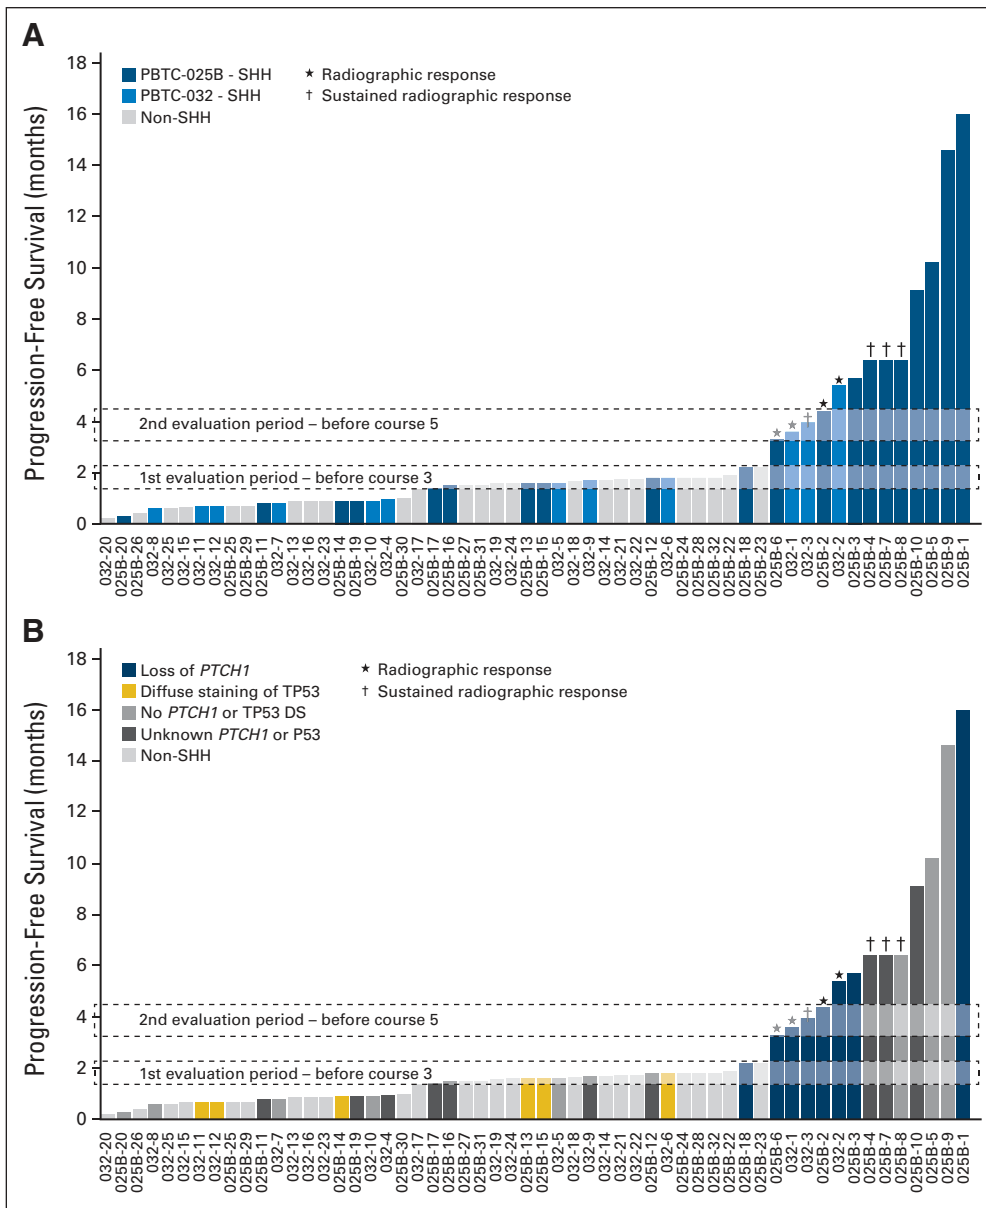 A
Progression-Free Survival (months)
18
16
14
12
10
8
6
4
2
0
PBTC-025B - SHH
PBTC-032 - SHH
Non-SHH
★ Radiographic response
† Sustained radiographic response
† † †
★
★
★ ★ †
2nd evaluation period – before course 5
1st evaluation period – before course 3
032-20
025B-20
025B-26
032-8
032-25
032-15
032-11
032-12
025B-25
025B-29
025B-11
032-7
032-13
032-16
032-23
025B-14
025B-19
032-10
032-4
025B-30
032-17
025B-17
025B-16
025B-27
025B-31
032-19
032-24
025B-13
025B-15
032-5
032-18
032-9
032-14
032-21
032-22
025B-12
032-6
025B-24
025B-28
025B-32
025B-22
025B-18
025B-23
025B-6
032-1
032-3
025B-2
032-2
025B-3
025B-4
025B-7
025B-8
025B-10
025B-5
025B-9
025B-1
B
Progression-Free Survival (months)
18
16
14
12
10
8
6
4
2
0
Loss of PTCH1
Diffuse staining of TP53
No PTCH1 or TP53 DS
Unknown PTCH1 or P53
Non-SHH
★ Radiographic response
† Sustained radiographic response
† † †
★
★
★ ★ †
2nd evaluation period – before course 5
1st evaluation period – before course 3
032-20
025B-20
025B-26
032-8
032-25
032-15
032-11
032-12
025B-25
025B-29
025B-11
032-7
032-13
032-16
032-23
025B-14
025B-19
032-10
032-4
025B-30
032-17
025B-17
025B-16
025B-27
025B-31
032-19
032-24
025B-13
025B-15
032-5
032-18
032-9
032-14
032-21
032-22
025B-12
032-6
025B-24
025B-28
025B-32
025B-22
025B-18
025B-23
025B-6
032-1
032-3
025B-2
032-2
025B-3
025B-4
025B-7
025B-8
025B-10
025B-5
025B-9
025B-1